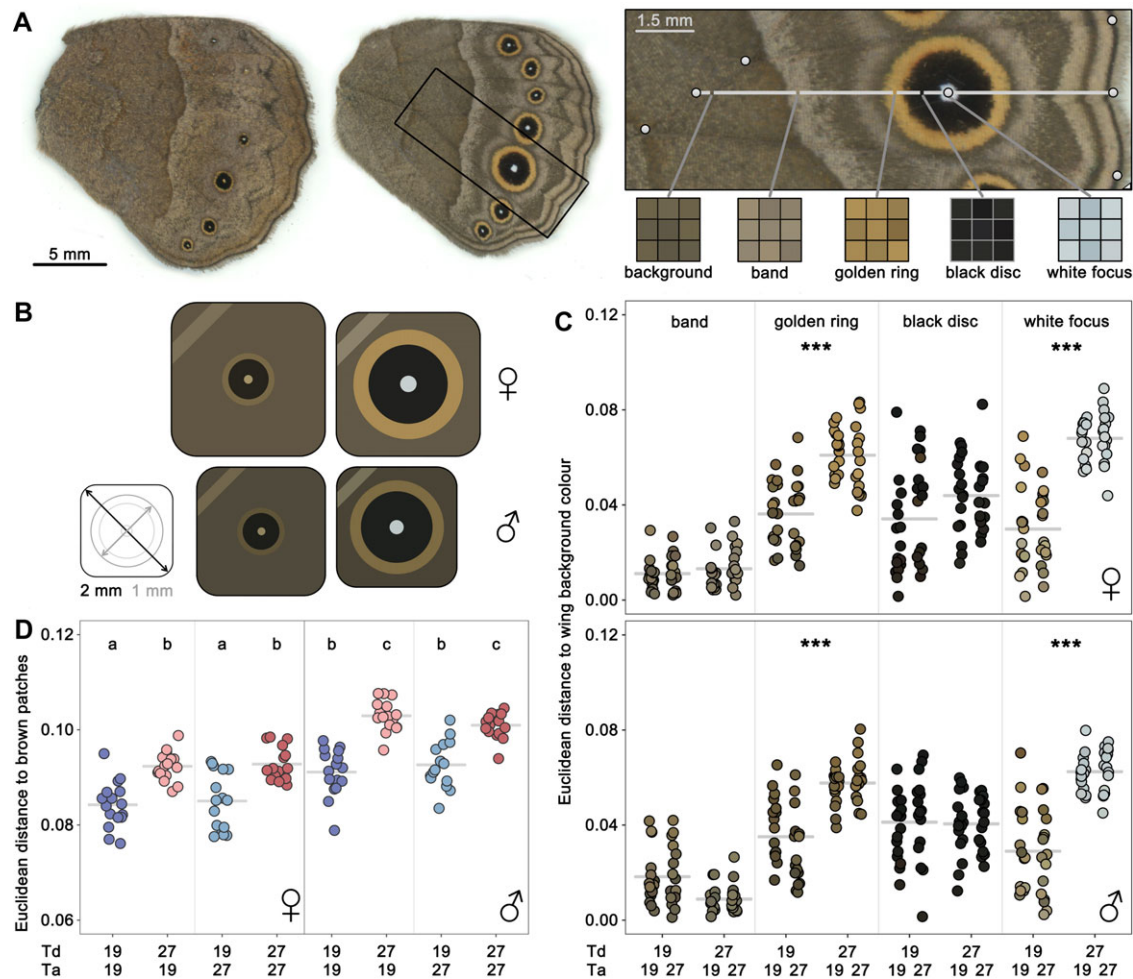 A
5 mm
1.5 mm
background
band
golden ring
black disc
white focus
B
♀
♂
2 mm 1 mm
C
Euclidean distance to wing background colour
0.12
0.08
0.04
0.00
band
golden ring
black disc
white focus
***
***
♀
0.12
0.08
0.04
0.00
***
***
♂
Td 19 27 19 27 19 27 19 27
Ta 19 27 19 27 19 27 19 27 19 27 19 27 19 27 19 27
D
Euclidean distance to brown patches
0.12
0.10
0.08
0.06
a b a b b c b c
♀
♂
Td 19 27 19 27 19 27 19 27
Ta 19 19 27 27 19 19 27 27